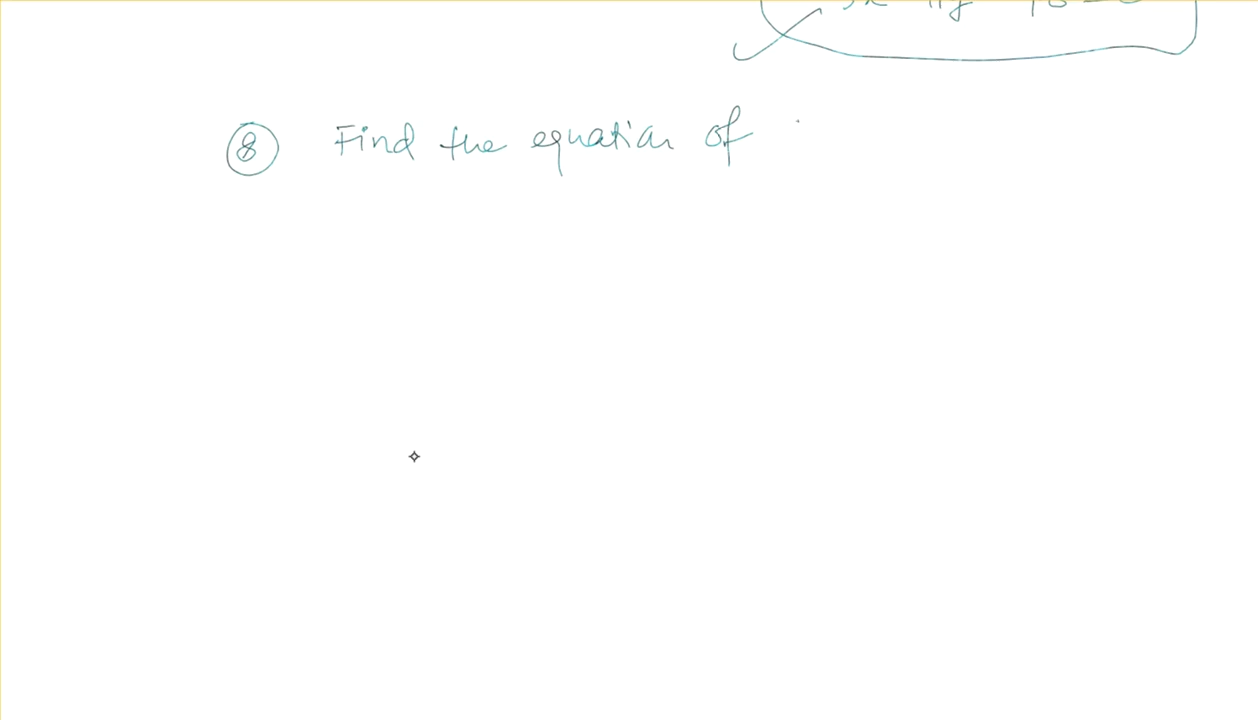 ⑧ Find the equation of